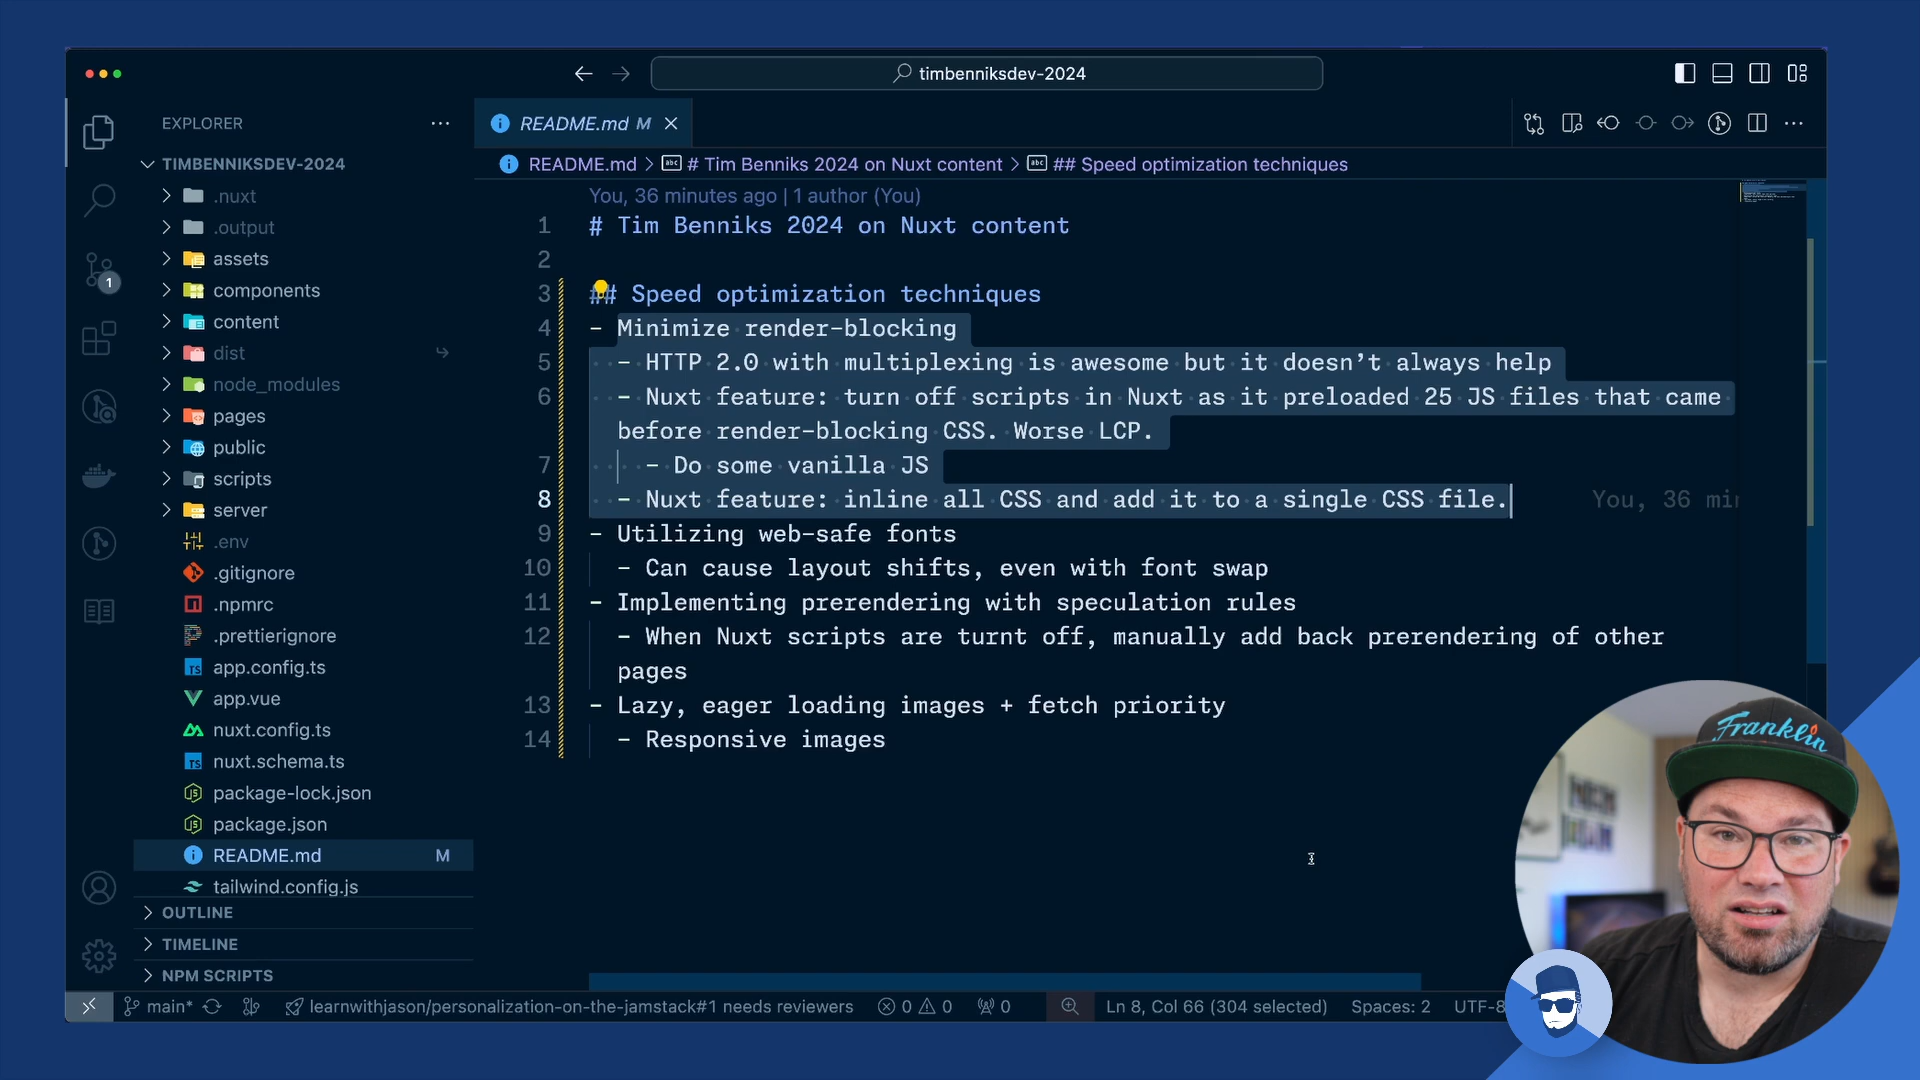 timbenniksdev-2024
EXPLORER
README.md M
TIMBENNIKSDEV-2024
README.md > # Tim Benniks 2024 on Nuxt content > ## Speed optimization techniques
.nuxt
.output
assets
components
content
dist
node_modules
pages
public
scripts
server
.env
.gitignore
.npmrc
.prettierignore
app.config.ts
app.vue
nuxt.config.ts
nuxt.schema.ts
package-lock.json
package.json
README.md M
tailwind.config.js
OUTLINE
TIMELINE
NPM SCRIPTS
1
You, 36 minutes ago | 1 author (You)
1 # Tim Benniks 2024 on Nuxt content
2
3 ## Speed optimization techniques
4 - Minimize render-blocking
5 - HTTP 2.0 with multiplexing is awesome but it doesn’t always help
6 - Nuxt feature: turn off scripts in Nuxt as it preloaded 25 JS files that came
before render-blocking CSS. Worse LCP.
7 - Do some vanilla JS
8 - Nuxt feature: inline all CSS and add it to a single CSS file. You, 36 min
9 - Utilizing web-safe fonts
10 - Can cause layout shifts, even with font swap
11 - Implementing prerendering with speculation rules
12 - When Nuxt scripts are turnt off, manually add back prerendering of other
pages
13 - Lazy, eager loading images + fetch priority
14 - Responsive images
Franklin
main* learnwithjason/personalization-on-the-jamstack#1 needs reviewers 0 0 0 Ln 8, Col 66 (304 selected) Spaces: 2 UTF-8